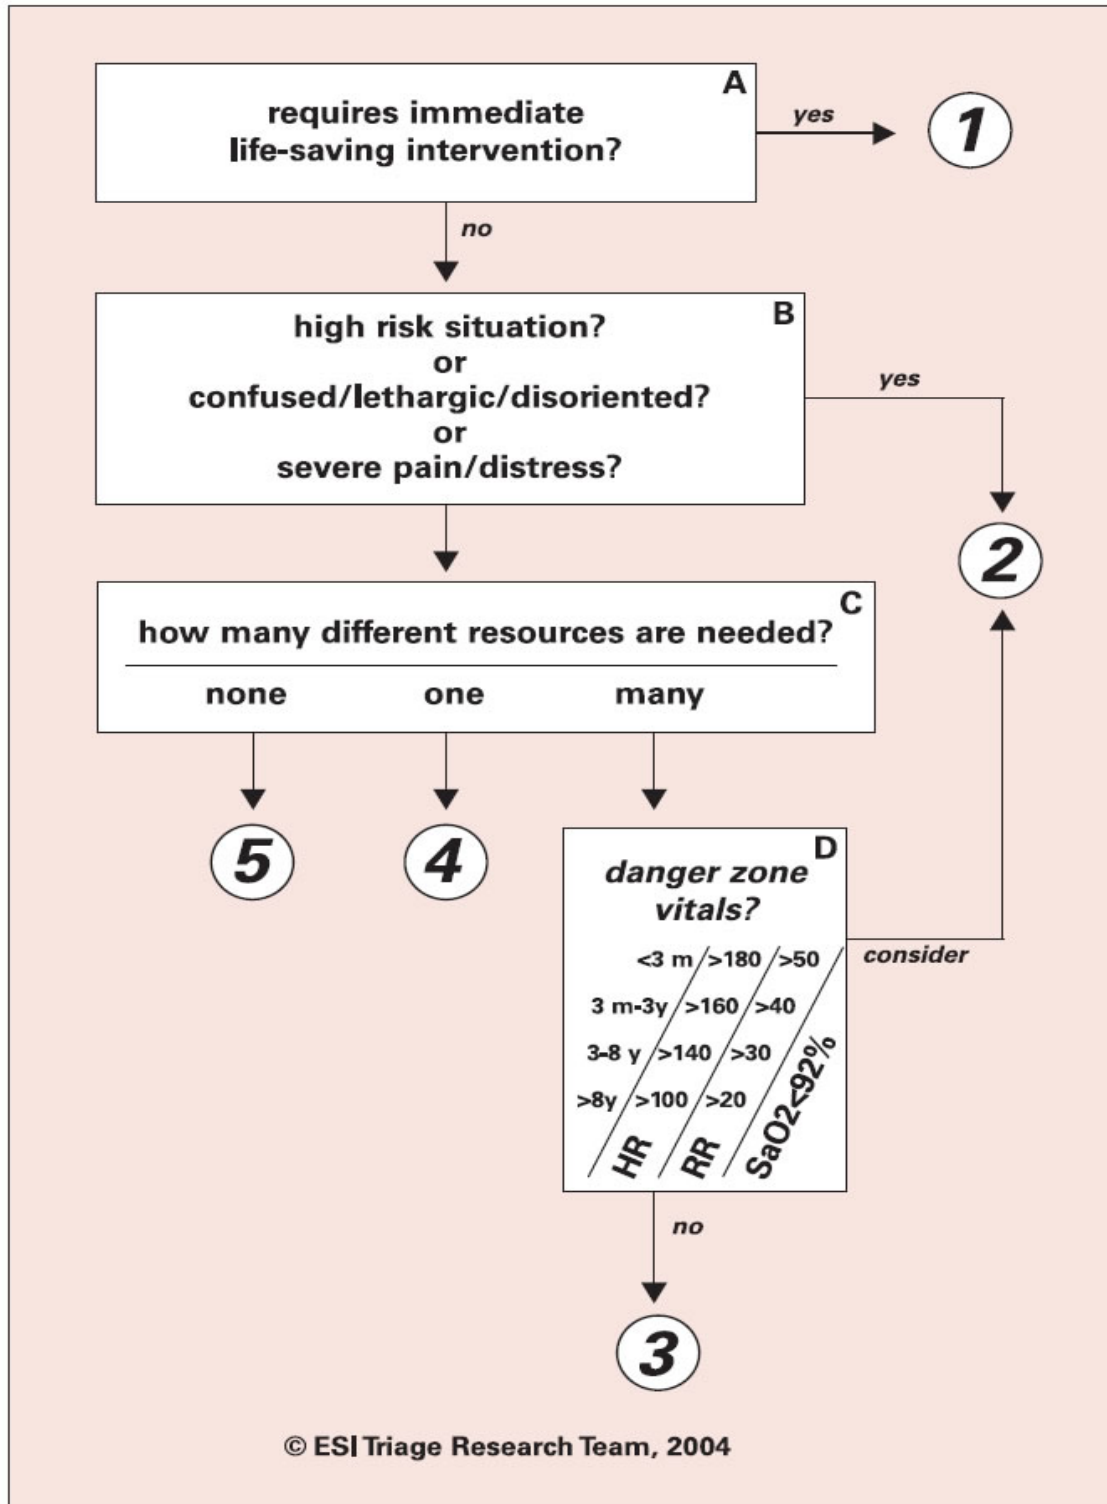 A
requires immediate
life-saving intervention?
yes
1
no
B
high risk situation?
or
confused/lethargic/disoriented?
or
severe pain/distress?
yes
2
C
how many different resources are needed?
none one many
5 4
D
danger zone
vitals?
consider
<3 m >180 >50
3 m-3y >160 >40
3-8 y >140 >30
>8y >100 >20
HR RR SaO2<92%
no
3
© ESI Triage Research Team, 2004